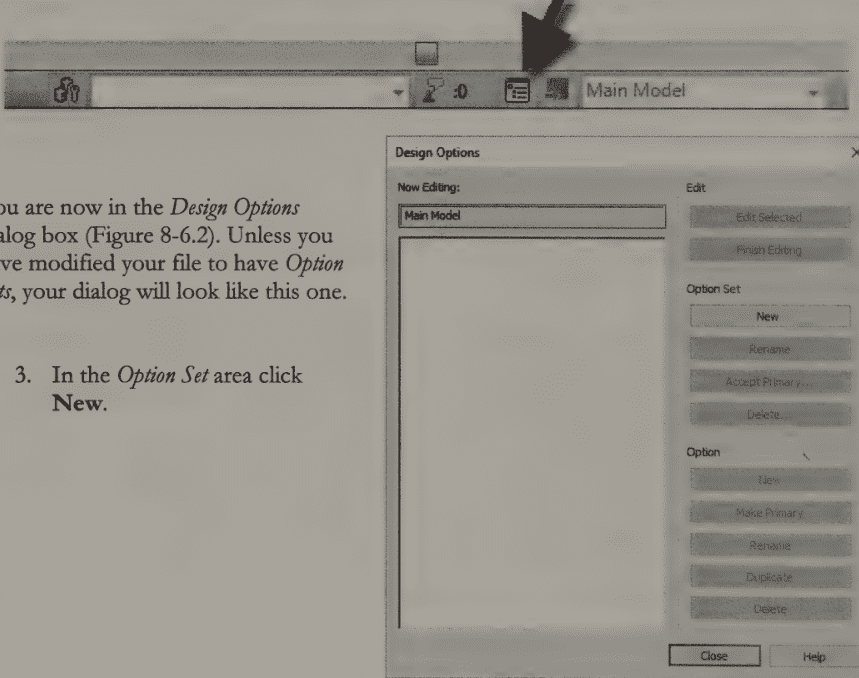 :0
Main Model
ou are now in the Design Options
alog box (Figure 8-6.2). Unless you
ve modified your file to have Option
ts, your dialog will look like this one.
3. In the Option Set area click
New.
Design Options
Now Editing:
Main Model
Edit
Edit Selected
Finish Editing
Option Set
New
Rename
Accept Primary...
Delete...
Option
New
Make Primary
Rename
Duplicate
Delete
Close
Help